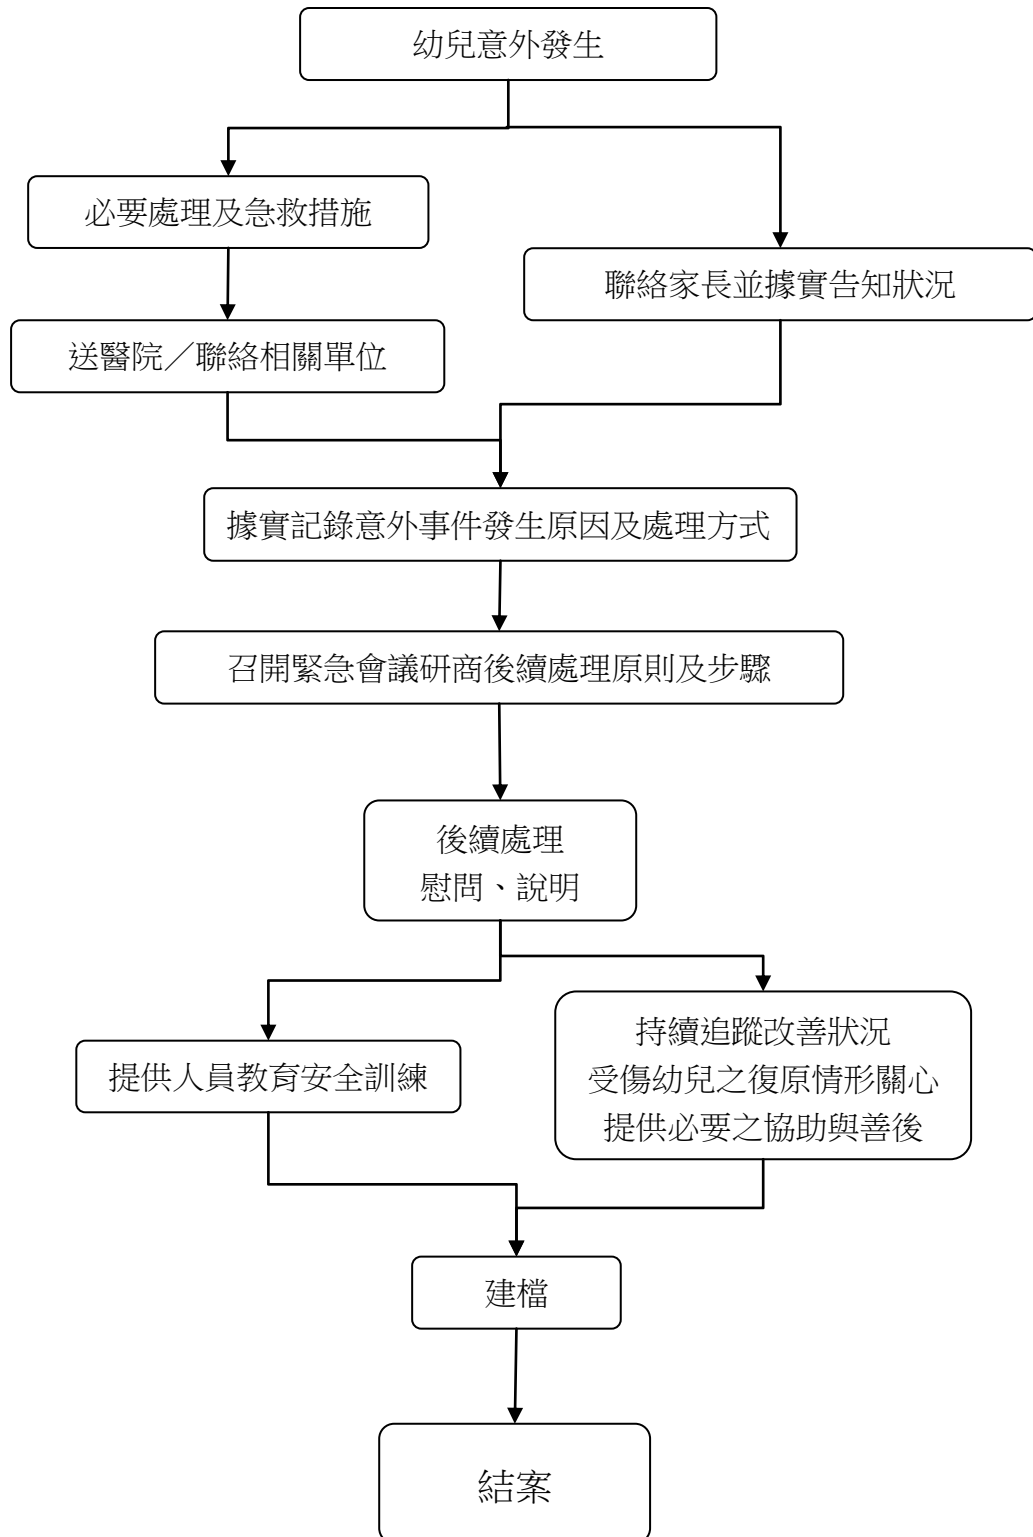 幼兒意外發生
必要處理及急救措施
聯絡家長並據實告知狀況
送醫院／聯絡相關單位
據實記錄意外事件發生原因及處理方式
召開緊急會議研商後續處理原則及步驟
後續處理
慰問、說明
提供人員教育安全訓練
持續追蹤改善狀況
受傷幼兒之復原情形關心
提供必要之協助與善後
建檔
結案